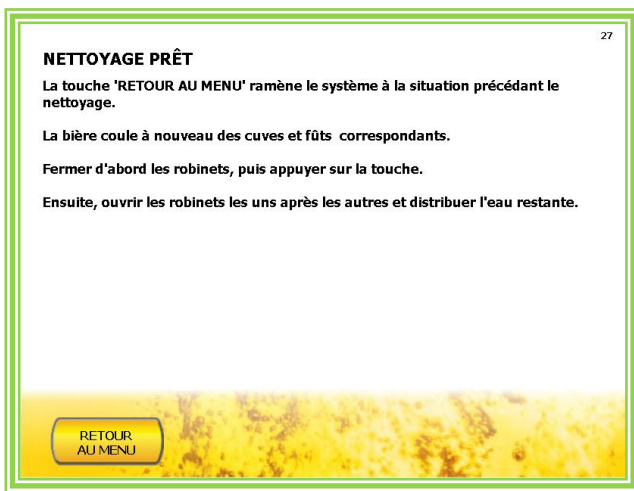 27
NETTOYAGE PRÊT
La touche 'RETOUR AU MENU' ramène le système à la situation précédant le
nettoyage.
La bière coule à nouveau des cuves et fûts correspondants.
Fermer d'abord les robinets, puis appuyer sur la touche.
Ensuite, ouvrir les robinets les uns après les autres et distribuer l'eau restante.
RETOUR
AU MENU